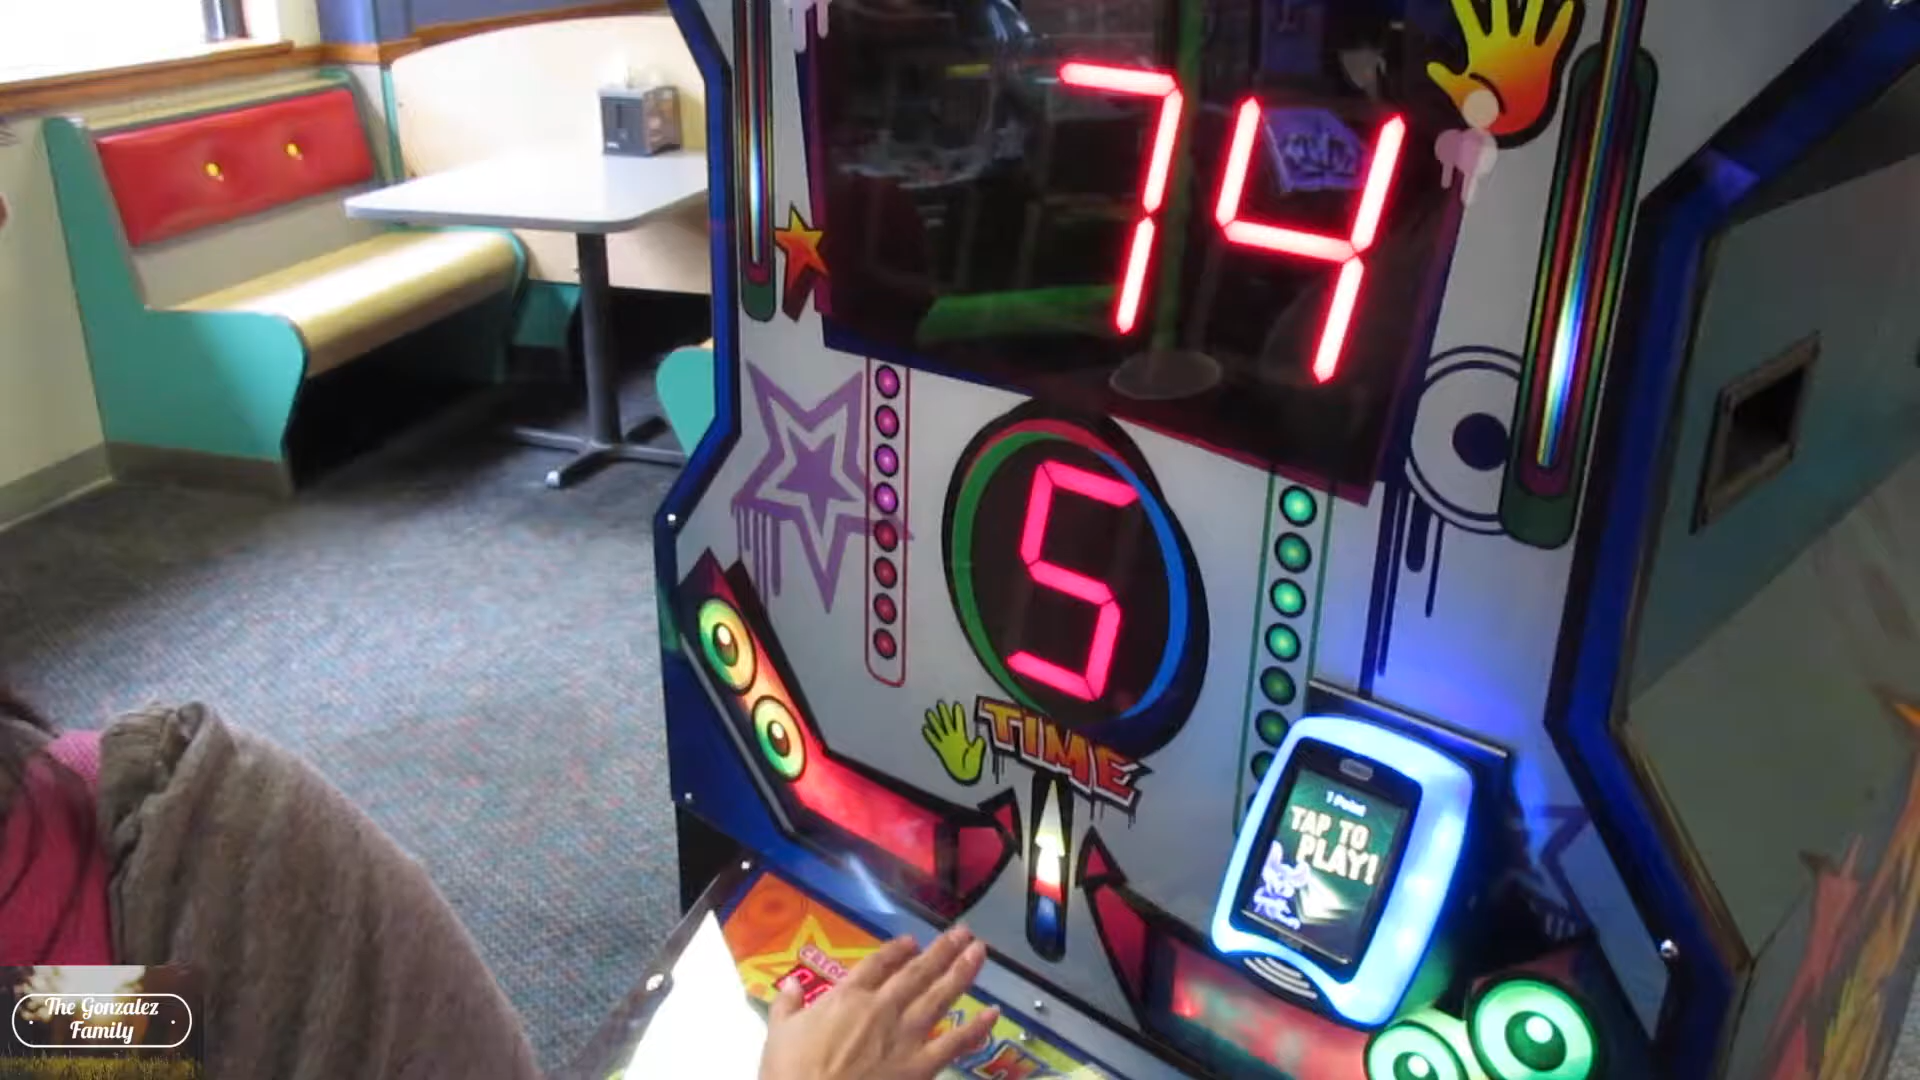 74
5
TIME
1 Point
TAP TO
PLAY!
The Gonzalez
Family